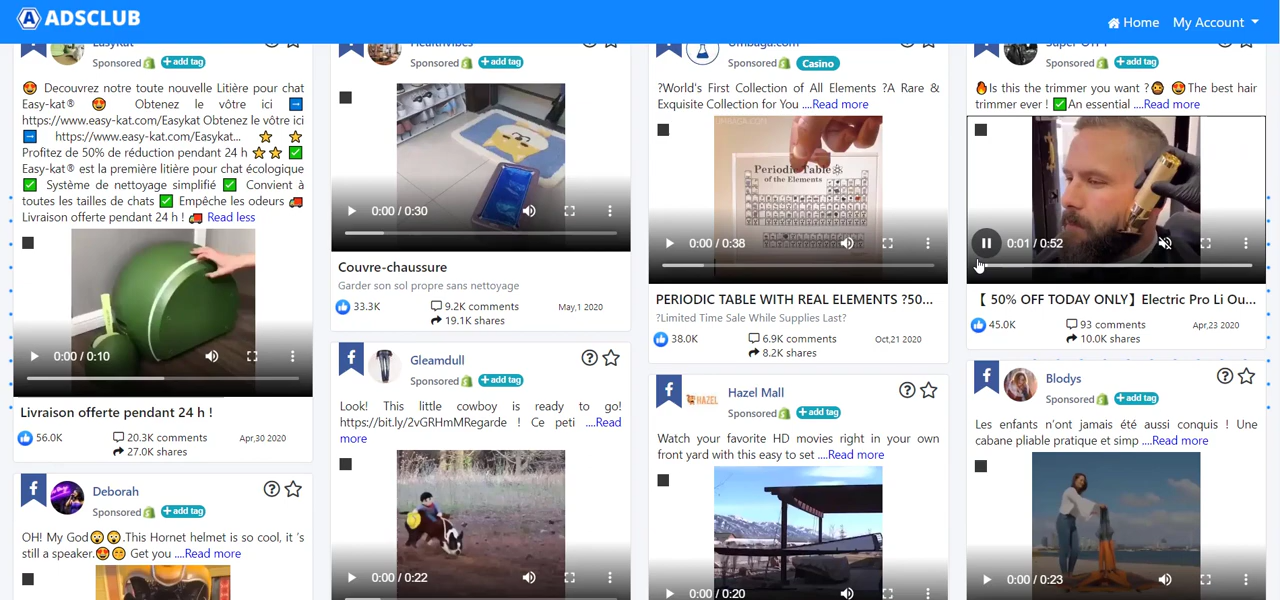 ADSCLUB
Home My Account
EasyKat
Sponsored + add tag
😍 Decouvrez notre toute nouvelle Litière pour chat
Easy-kat® 😍 Obtenez le vôtre ici ➡
https://www.easy-kat.com/Easykat Obtenez le vôtre ici
➡ https://www.easy-kat.com/Easykat... ⭐ ⭐
Profitez de 50% de réduction pendant 24 h ⭐⭐ ✅
Easy-kat® est la première litière pour chat écologique
✅ Système de nettoyage simplifié ✅ Convient à
toutes les tailles de chats ✅ Empêche les odeurs 🚚
Livraison offerte pendant 24 h ! 🚚 Read less
0:00 / 0:10
Livraison offerte pendant 24 h !
56.0K 20.3K comments Apr,30 2020
27.0K shares
Deborah
Sponsored + add tag
OH! My God😮😮.This Hornet helmet is so cool, it 's
still a speaker.😍😁 Get you ....Read more
Healthvibes
Sponsored + add tag
0:00 / 0:30
Couvre-chaussure
Garder son sol propre sans nettoyage
33.3K 9.2K comments May,1 2020
19.1K shares
Gleamdull
Sponsored + add tag
Look! This little cowboy is ready to go!
https://bit.ly/2vGRHmMRegarde ! Ce peti ....Read
more
0:00 / 0:22
Sponsored Casino
?World's First Collection of All Elements ?A Rare &
Exquisite Collection for You ....Read more
UMBAGA.COM
Periodic Table
of the Elements
0:00 / 0:38
PERIODIC TABLE WITH REAL ELEMENTS ?50...
?Limited Time Sale While Supplies Last?
38.0K 6.9K comments Oct,21 2020
8.2K shares
HAZEL
Hazel Mall
Sponsored + add tag
Watch your favorite HD movies right in your own
front yard with this easy to set ....Read more
0:00 / 0:20
Sponsored + add tag
🔥Is this the trimmer you want ?🧔 😍The best hair
trimmer ever ! ✅An essential ....Read more
0:01 / 0:52
【 50% OFF TODAY ONLY】Electric Pro Li Ou...
45.0K 93 comments Apr,23 2020
10.0K shares
Blodys
Sponsored + add tag
Les enfants n'ont jamais été aussi conquis ! Une
cabane pliable pratique et simp ....Read more
0:00 / 0:23